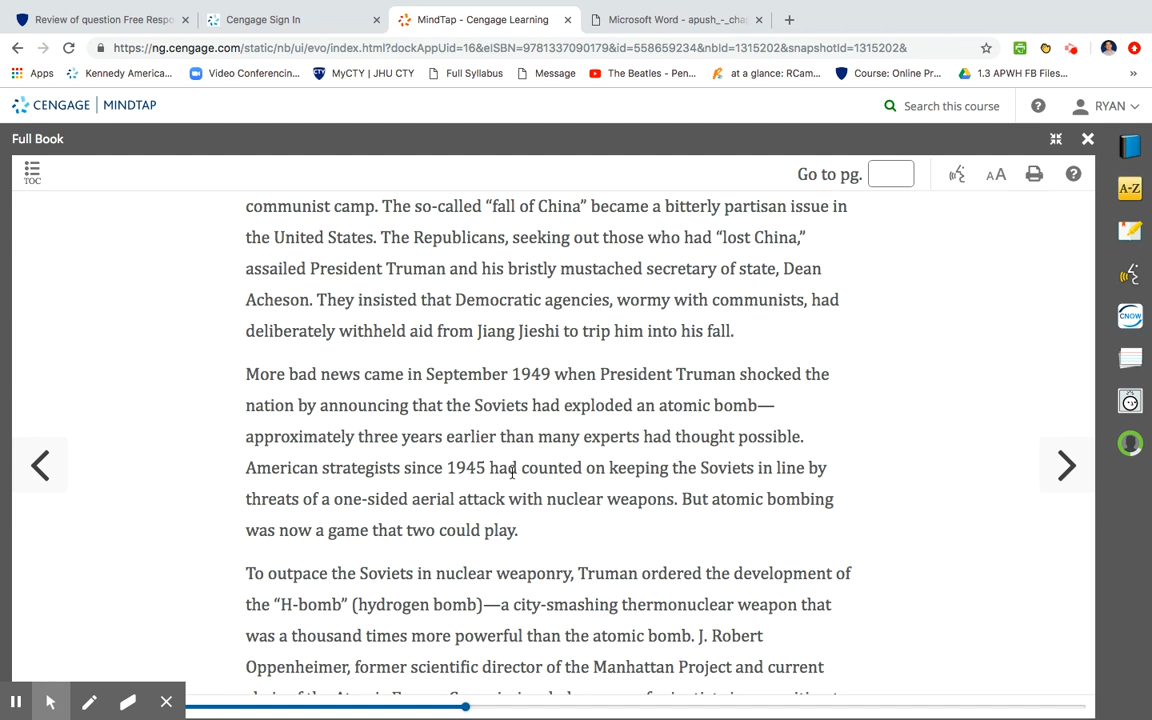 Review of question Free Respo
Cengage Sign In
MindTap - Cengage Learning
Microsoft Word - apush_-_cha
https://ng.cengage.com/static/nb/ui/evo/index.html?dockAppUid=16&eISBN=9781337090179&id=558659234&nbId=1315202&snapshotId=1315202&
Apps
Kennedy America...
Video Conferencin...
MyCTY | JHU CTY
Full Syllabus
Message
The Beatles - Pen...
at a glance: RCam...
Course: Online Pr...
1.3 APWH FB Files...
»
CENGAGE | MINDTAP
Search this course
RYAN
Full Book
TOC
Go to pg.
AA
A-Z
CNOW
communist camp. The so-called “fall of China” became a bitterly partisan issue in
the United States. The Republicans, seeking out those who had “lost China,”
assailed President Truman and his bristly mustached secretary of state, Dean
Acheson. They insisted that Democratic agencies, wormy with communists, had
deliberately withheld aid from Jiang Jieshi to trip him into his fall.
More bad news came in September 1949 when President Truman shocked the
nation by announcing that the Soviets had exploded an atomic bomb—
approximately three years earlier than many experts had thought possible.
American strategists since 1945 had counted on keeping the Soviets in line by
threats of a one-sided aerial attack with nuclear weapons. But atomic bombing
was now a game that two could play.
To outpace the Soviets in nuclear weaponry, Truman ordered the development of
the “H-bomb” (hydrogen bomb)—a city-smashing thermonuclear weapon that
was a thousand times more powerful than the atomic bomb. J. Robert
Oppenheimer, former scientific director of the Manhattan Project and current